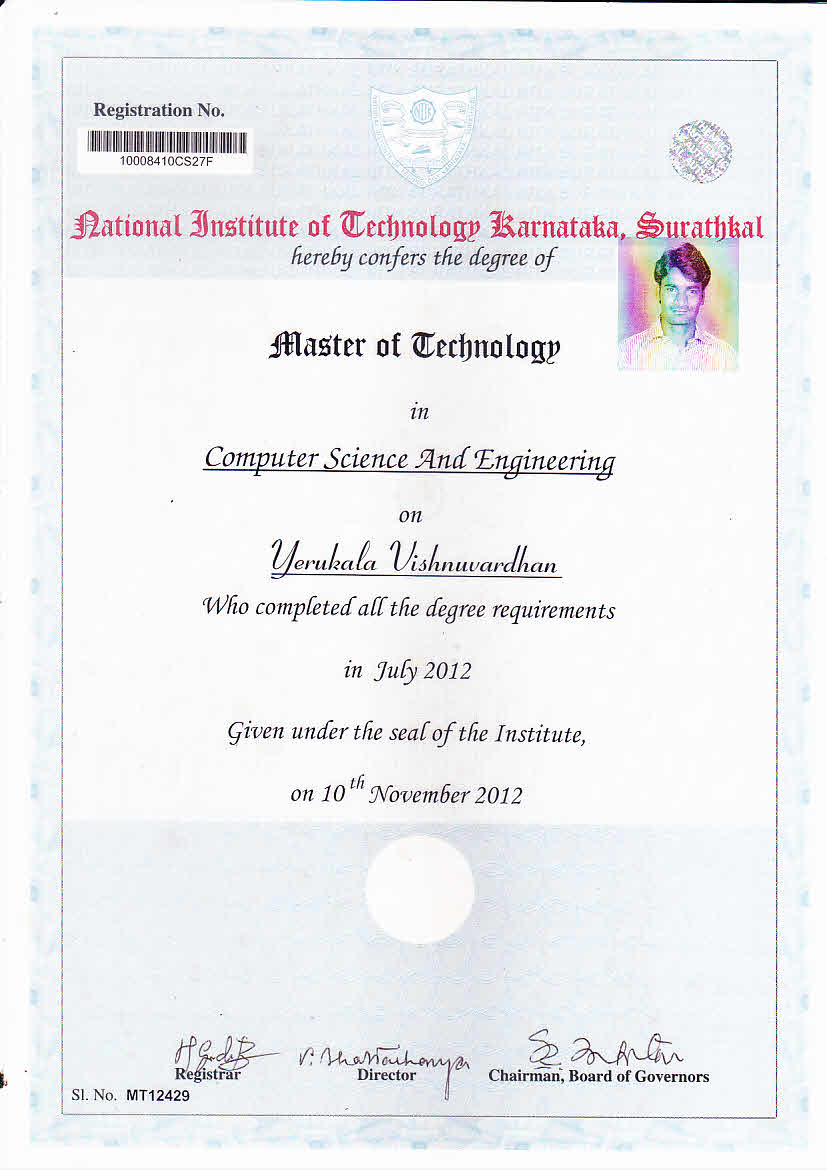 Registration No.
10008410CS27F
National Institute of Technology Karnataka, Surathkal
hereby confers the degree of
Master of Technology
in
Computer Science And Engineering
on
Yerukala Vishnuvardhan
Who completed all the degree requirements
in July 2012
Given under the seal of the Institute,
on 10th November 2012
Registrar
Director
Chairman, Board of Governors
Sl. No. MT12429